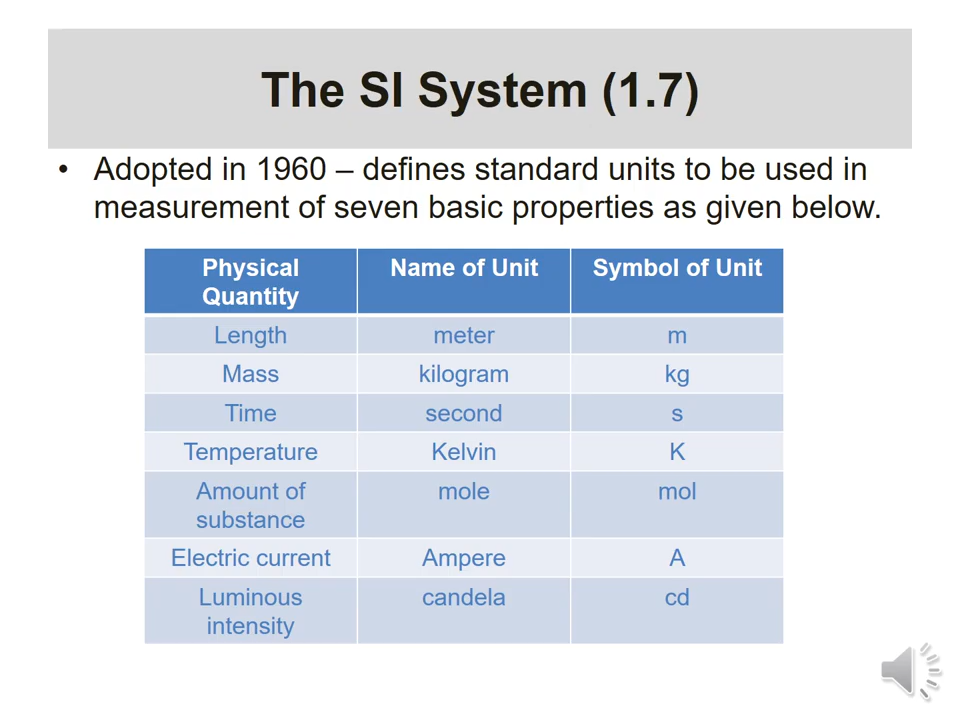 The SI System (1.7)
• Adopted in 1960 – defines standard units to be used in
measurement of seven basic properties as given below.
Physical Quantity Name of Unit Symbol of Unit
Length meter m
Mass kilogram kg
Time second s
Temperature Kelvin K
Amount of substance mole mol
Electric current Ampere A
Luminous intensity candela cd